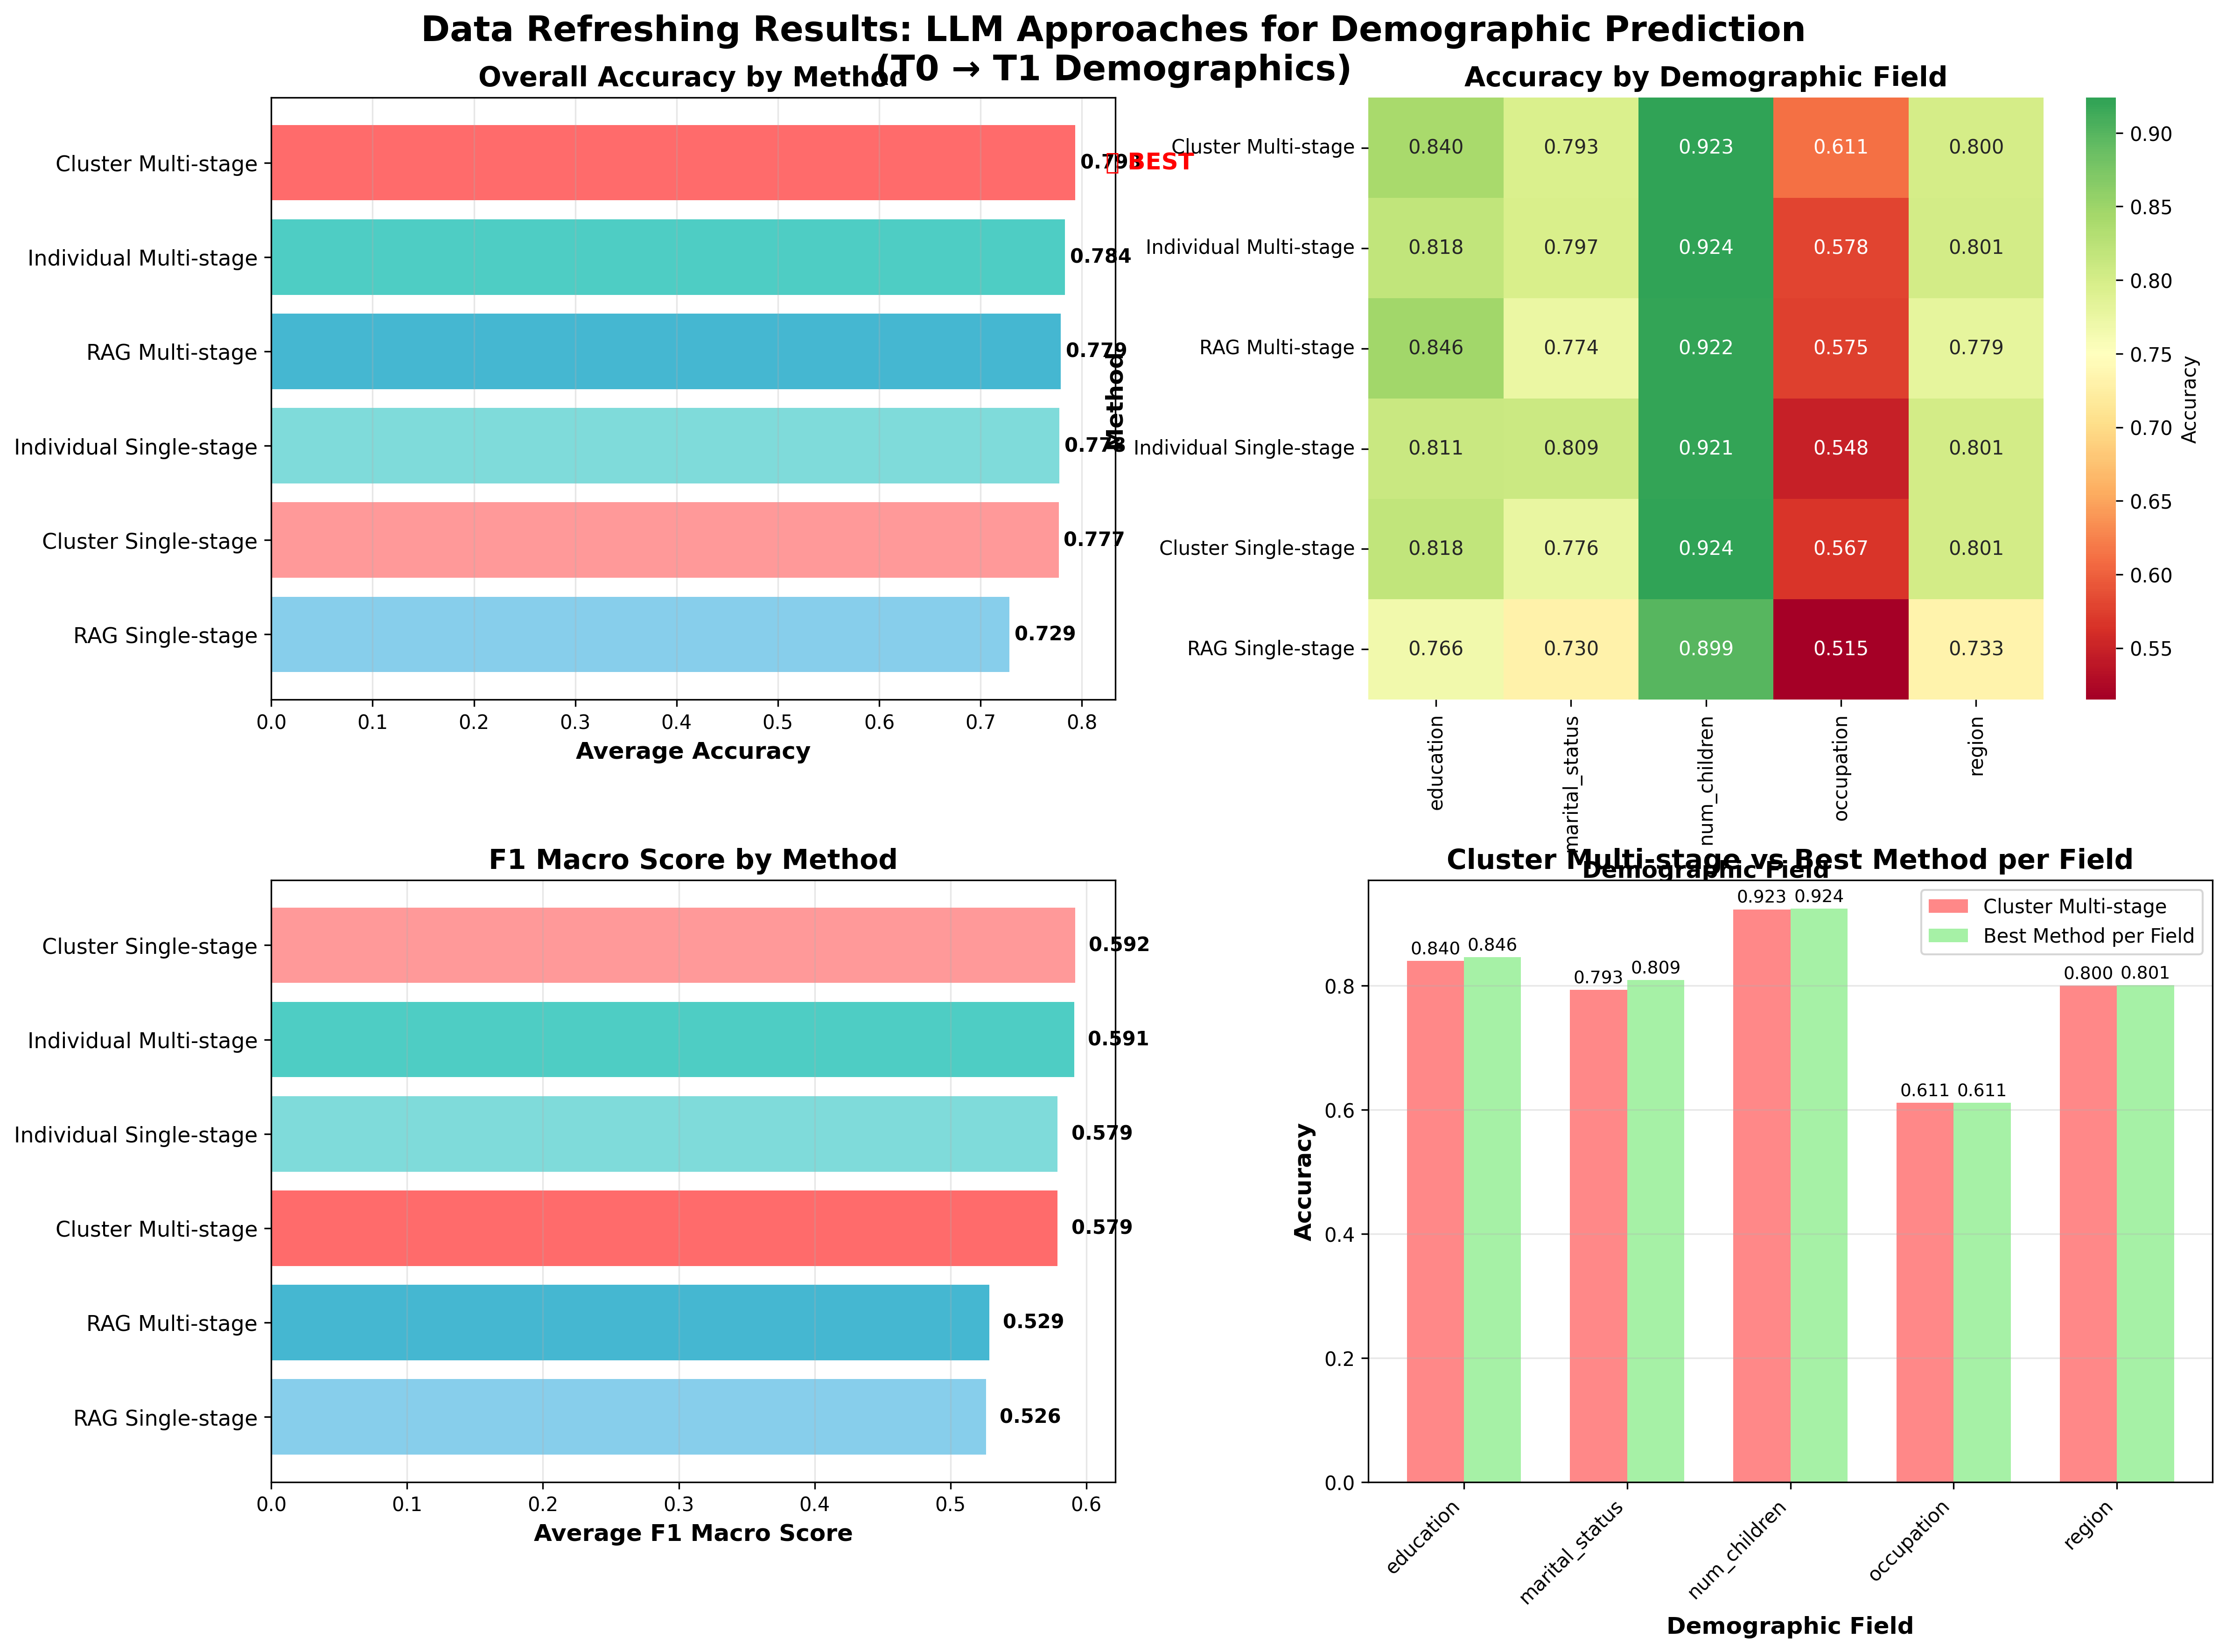 Data Refreshing Results: LLM Approaches for Demographic Prediction
(T0 → T1 Demographics)
Overall Accuracy by Method
Cluster Multi-stage
0.793
BEST
Individual Multi-stage
0.784
RAG Multi-stage
0.779
Individual Single-stage
0.778
Cluster Single-stage
0.777
RAG Single-stage
0.729
0.0 0.1 0.2 0.3 0.4 0.5 0.6 0.7 0.8
Average Accuracy
Accuracy by Demographic Field
Method
Cluster Multi-stage 0.840 0.793 0.923 0.611 0.800
Individual Multi-stage 0.818 0.797 0.924 0.578 0.801
RAG Multi-stage 0.846 0.774 0.922 0.575 0.779
Individual Single-stage 0.811 0.809 0.921 0.548 0.801
Cluster Single-stage 0.818 0.776 0.924 0.567 0.801
RAG Single-stage 0.766 0.730 0.899 0.515 0.733
education marital_status num_children occupation region
Demographic Field
0.90
0.85
0.80
0.75
0.70
0.65
0.60
0.55
Accuracy
F1 Macro Score by Method
Cluster Single-stage
0.592
Individual Multi-stage
0.591
Individual Single-stage
0.579
Cluster Multi-stage
0.579
RAG Multi-stage
0.529
RAG Single-stage
0.526
0.0 0.1 0.2 0.3 0.4 0.5 0.6
Average F1 Macro Score
Cluster Multi-stage vs Best Method per Field
Cluster Multi-stage
Best Method per Field
0.840 0.846
0.793 0.809
0.923 0.924
0.611 0.611
0.800 0.801
Accuracy
0.8
0.6
0.4
0.2
0.0
education marital_status num_children occupation region
Demographic Field